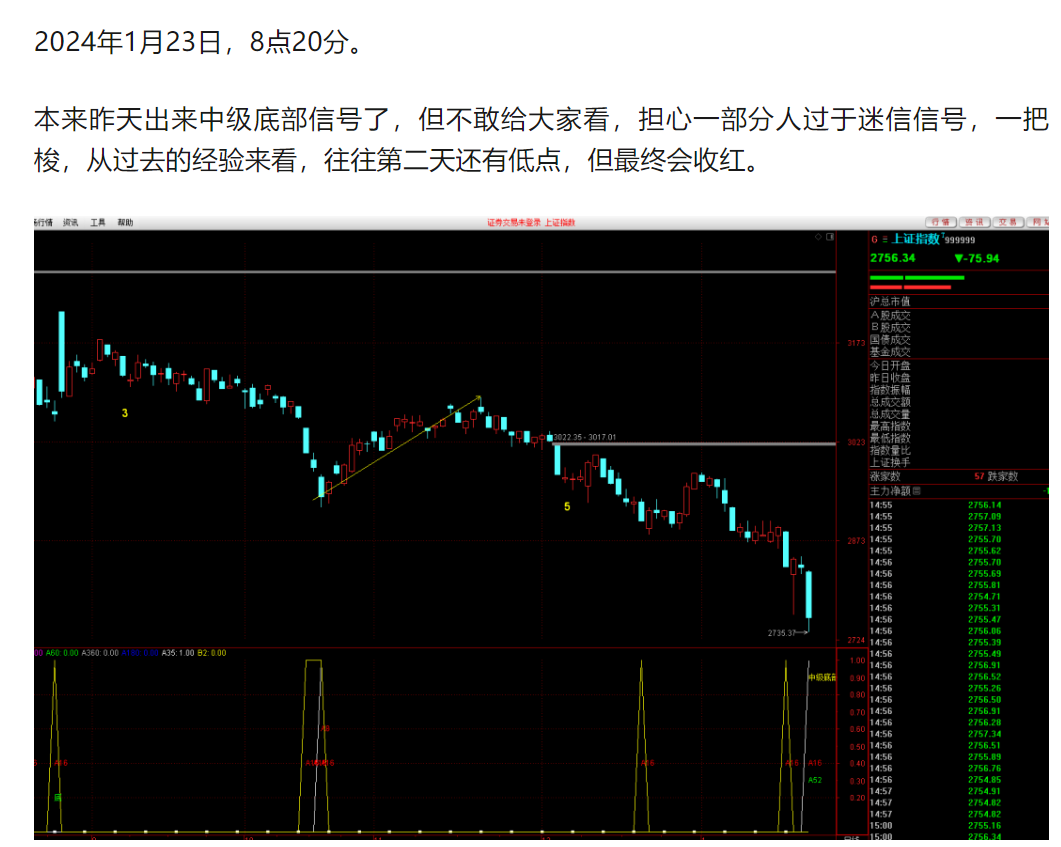 2024年1月23日，8点20分。
本来昨天出来中级底部信号了，但不敢给大家看，担心一部分人过于迷信信号，一把
梭，从过去的经验来看，往往第二天还有低点，但最终会收红。
行情 资讯 工具 帮助
证券交易未登录 上证指数
行情 资讯 交易
G 上证指数 999999
2756.34 ▼-75.94
沪总市值
A股成交
B股成交
国债成交
基金成交
今日开盘
昨日收盘
指数振幅
总成交额
总成交量
最高指数
最低指数
指数量比
上证换手
涨家数 57 跌家数
主力净额
3173
3
3022.35 - 3017.01
3023
5
2873
2735.37
2724
A60: 0.00 A360: 0.00 A35: 1.00 B2: 0.00
1.00
中级底部
0.90
0.80
0.70
0.60
0.50
A16 A16 A16 A16 A16
0.40
A52
0.30
底
0.20
14:55 2756.14
14:55 2757.09
14:55 2757.13
14:55 2755.70
14:55 2755.62
14:56 2755.70
14:56 2755.69
14:56 2755.81
14:56 2754.71
14:56 2755.31
14:56 2755.47
14:56 2756.06
14:56 2755.39
14:56 2755.49
14:56 2756.91
14:56 2756.52
14:56 2755.26
14:56 2756.50
14:56 2756.91
14:56 2756.20
14:56 2757.34
14:56 2756.51
14:56 2755.09
14:56 2756.76
14:56 2754.85
14:57 2754.91
14:57 2754.82
14:57 2754.82
15:00 2755.16
15:00 2756.34